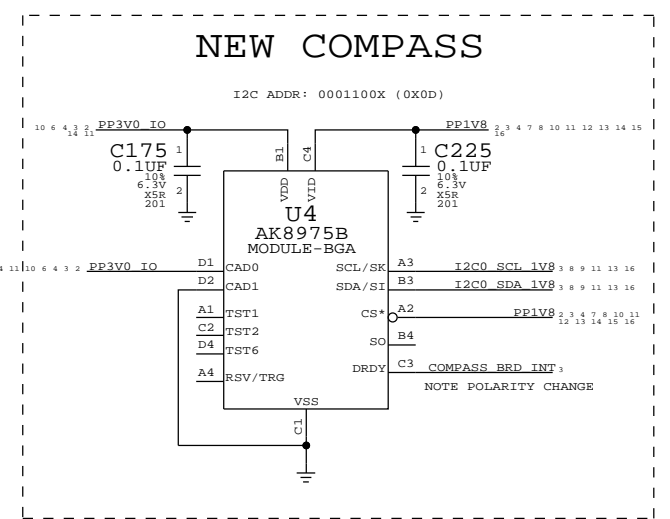 NEW COMPASS
I2C ADDR: 0001100X (0X0D)
10 6 4 3 2 PP3V0_IO
14 11
PP1V8 2 3 4 7 8 10 11 12 13 14 15
16
C175 1
0.1UF
10%
6.3V
X5R
201
2
B1
C4
1 C225
0.1UF
10%
6.3V
X5R
201
2
VDD
VID
U4
AK8975B
MODULE-BGA
4 11 10 6 4 3 2 PP3V0_IO D1 CAD0
D2 CAD1
A1 TST1
C2 TST2
D4 TST6
A4 RSV/TRG
SCL/SK A3 I2C0_SCL_1V8 3 8 9 11 13 16
SDA/SI B3 I2C0_SDA_1V8 3 8 9 11 13 16
CS* A2 PP1V8 2 3 4 7 8 10 11
12 13 14 15 16
SO B4
DRDY C3 COMPASS_BRD_INT 3
NOTE POLARITY CHANGE
VSS
C1